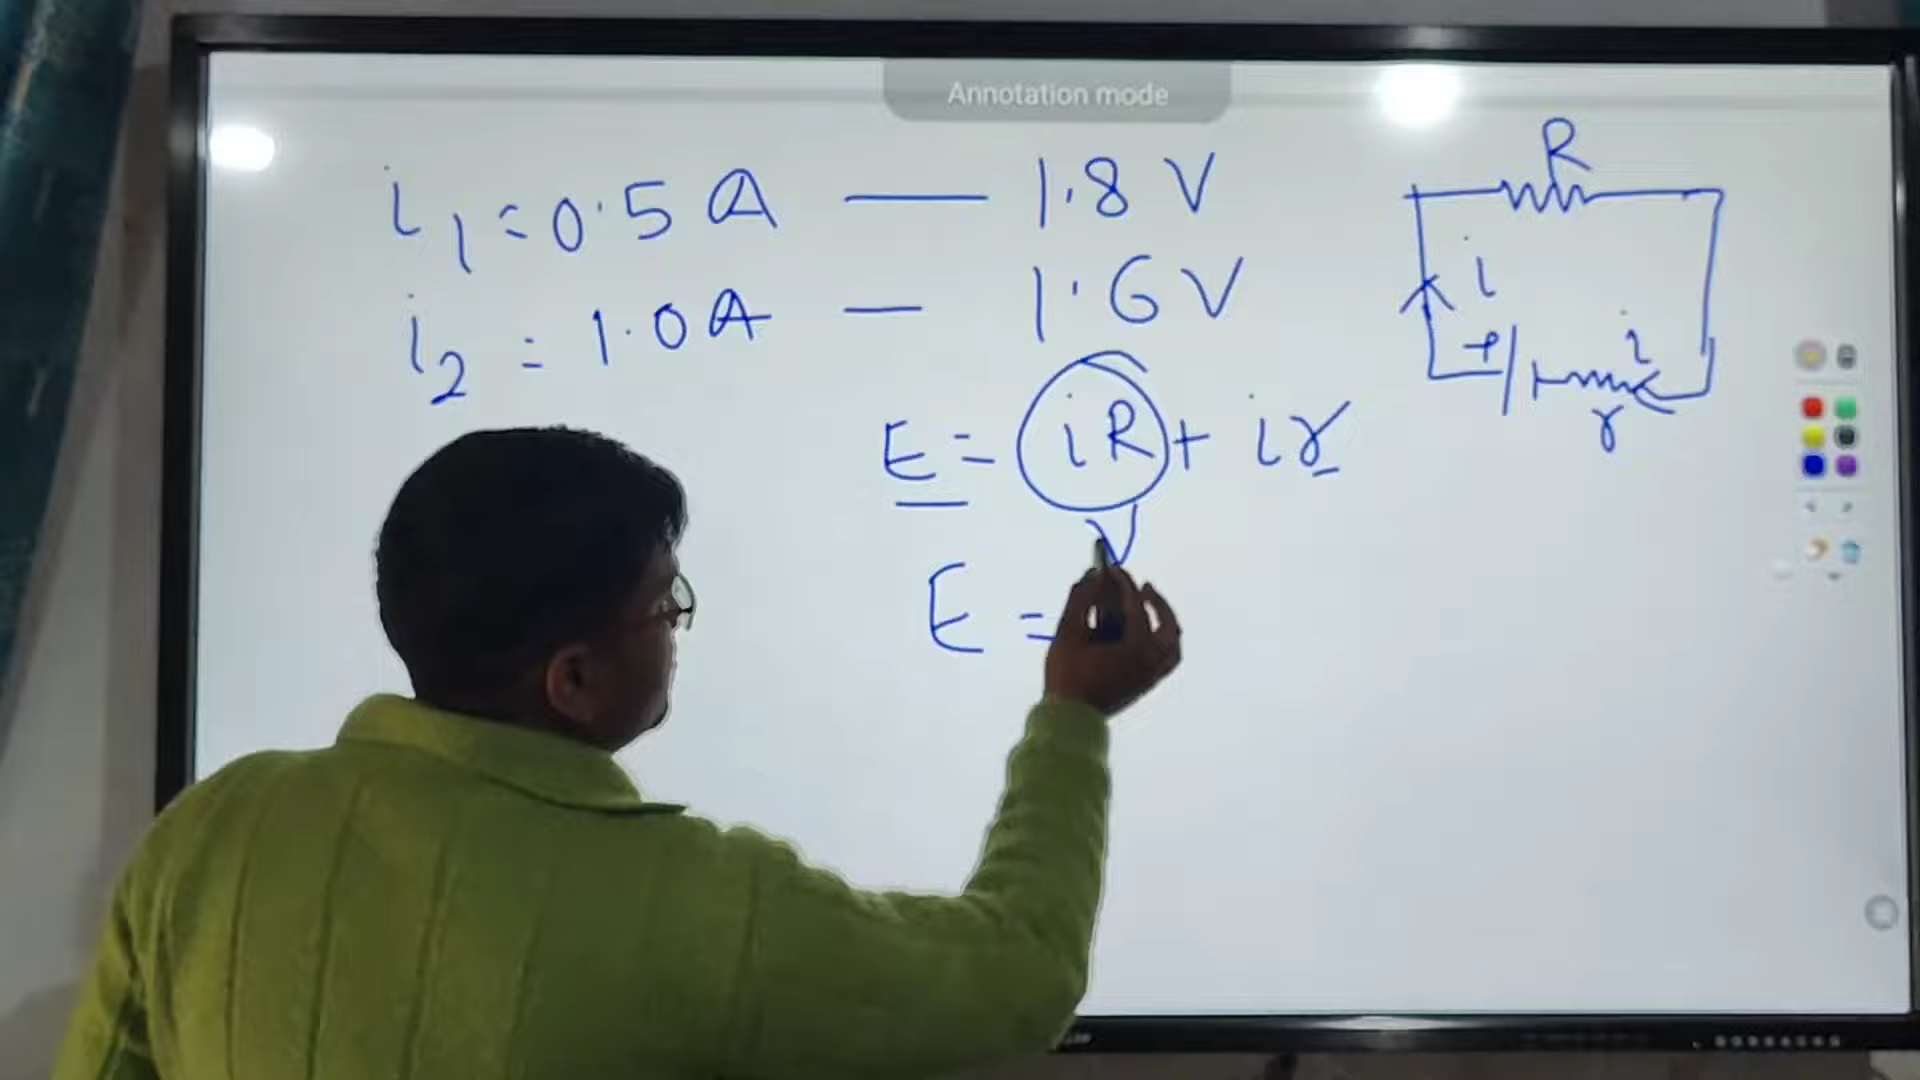 Annotation mode
i₁ = 0.5 A — 1.8 V
i₂ = 1.0 A — 1.6 V
E = iR + ir
V
E =
R
i
+ i
r